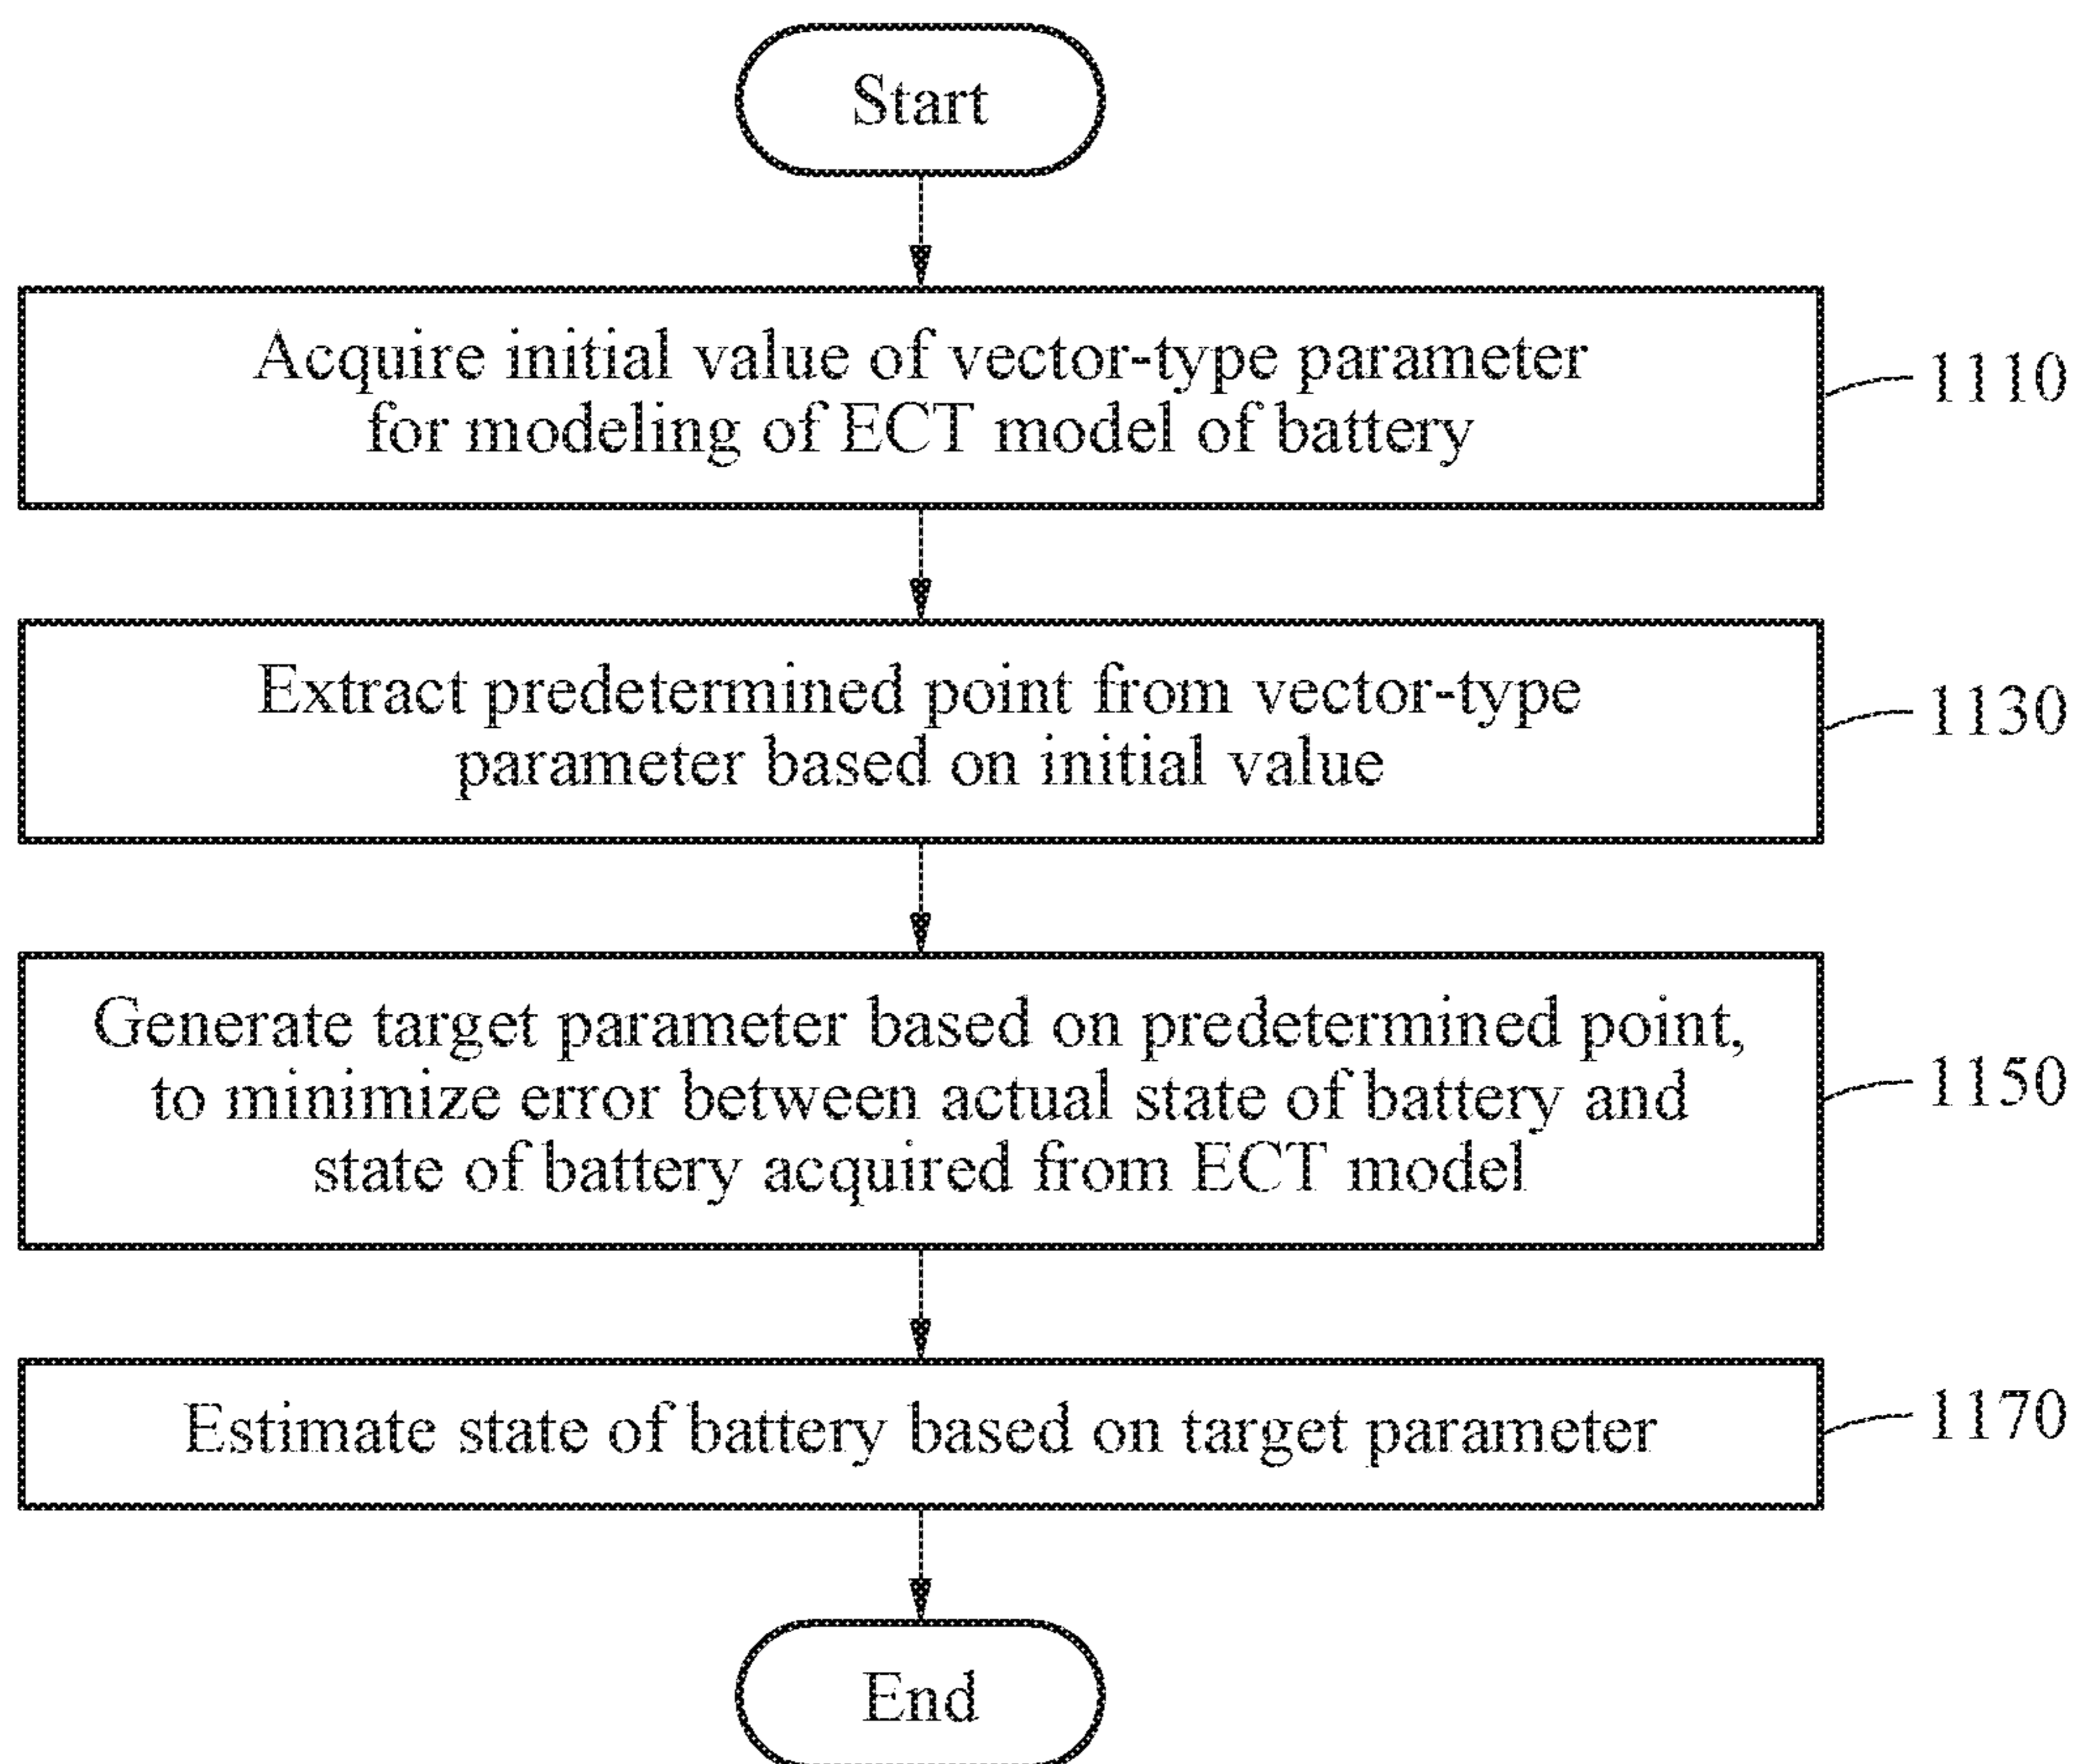 Start
Acquire initial value of vector-type parameter
for modeling of ECT model of battery
1110
Extract predetermined point from vector-type
parameter based on initial value
1130
Generate target parameter based on predetermined point,
to minimize error between actual state of battery and
state of battery acquired from ECT model
1150
Estimate state of battery based on target parameter
1170
End